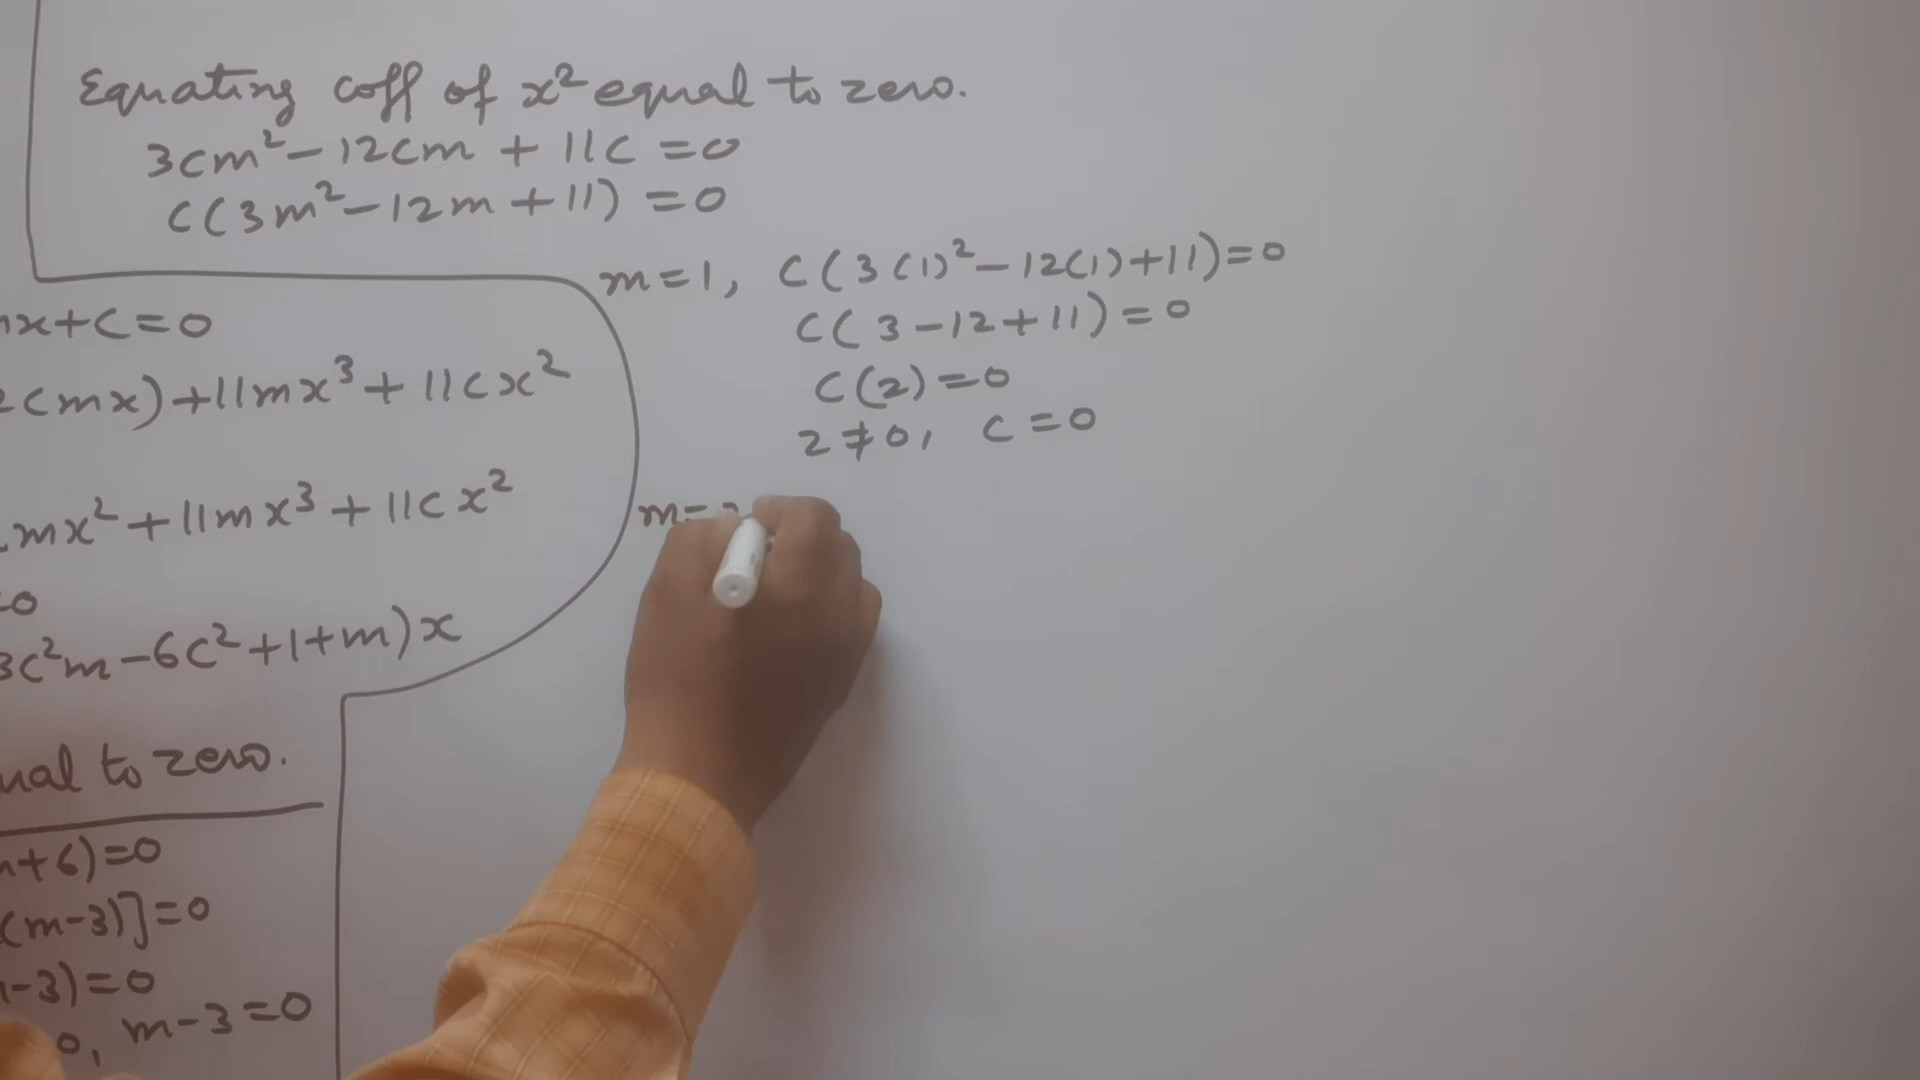 Equating coff of x² equal to zero.
3cm² - 12cm + 11c = 0
c(3m² - 12m + 11) = 0
m = 1, c(3(1)² - 12(1) + 11) = 0
c(3 - 12 + 11) = 0
c(2) = 0
2 ≠ 0, c = 0
m =
mx + c = 0
(mx) + 11mx³ + 11cx²
mx² + 11mx³ + 11cx²
= 0
3c²m - 6c² + 1 + m)x
to zero.
+ 6) = 0
(m - 3)] = 0
- 3) = 0
0, m - 3 = 0